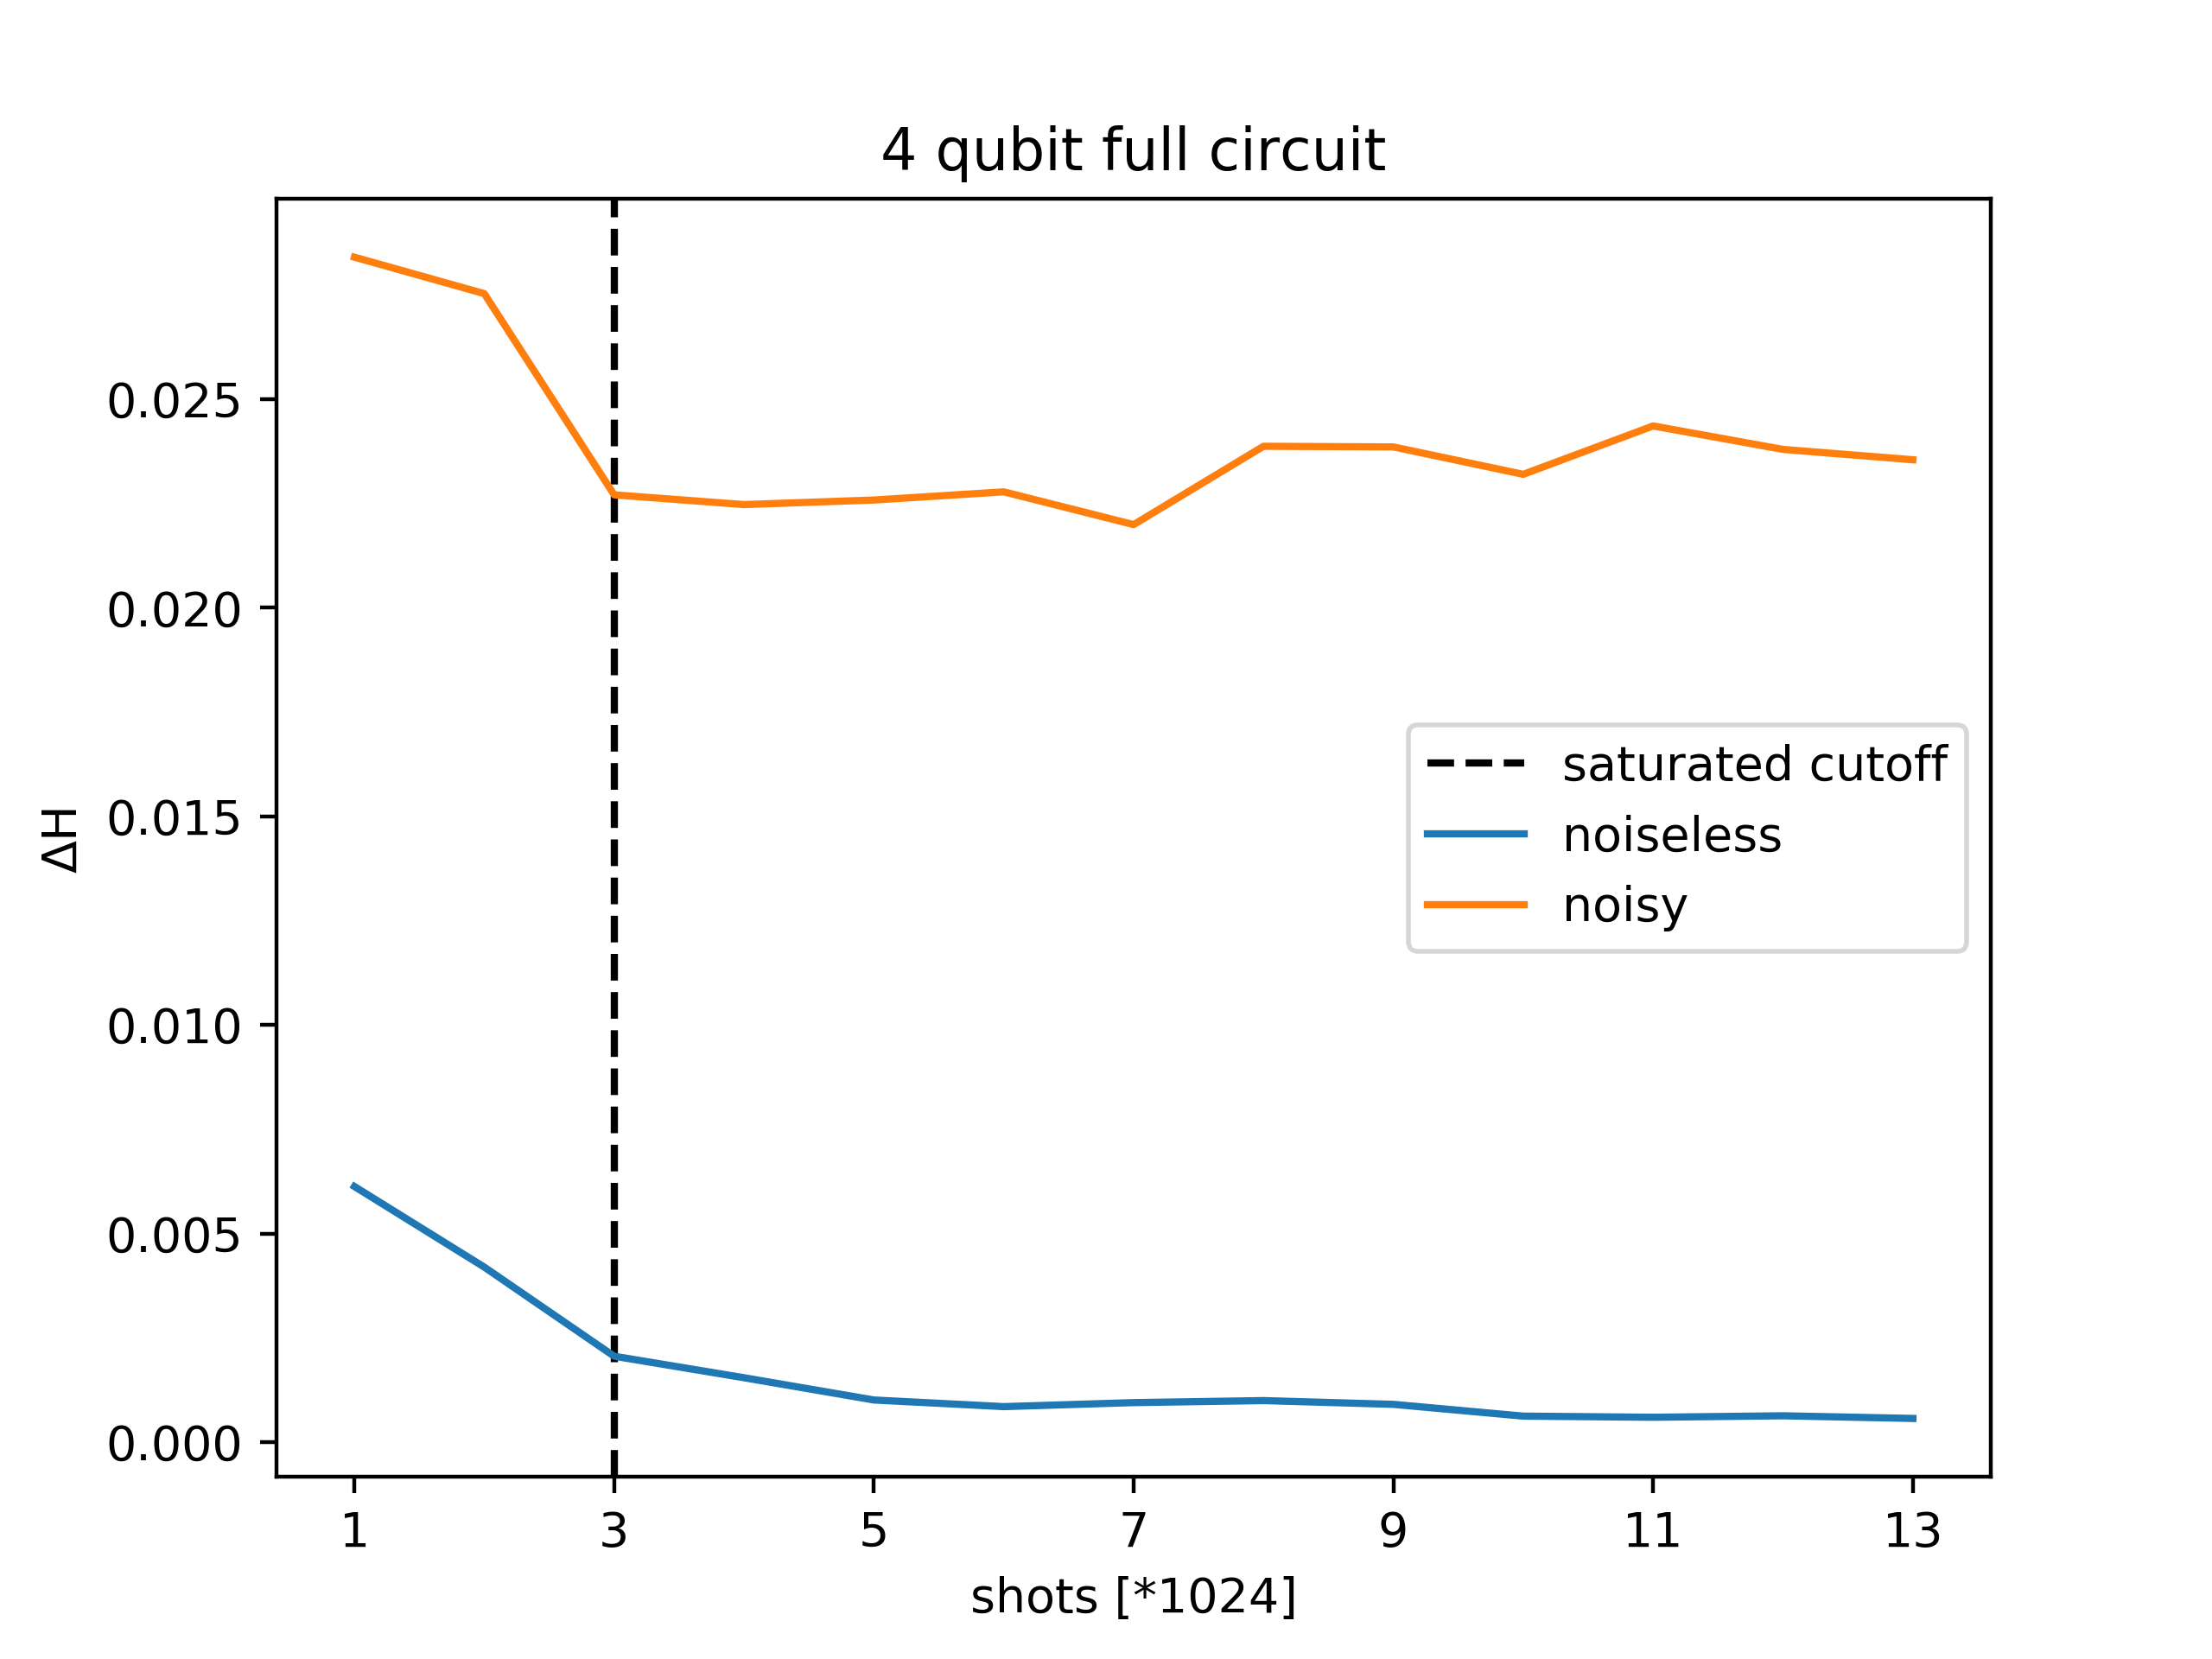 4 qubit full circuit
ΔH
0.025
0.020
0.015
0.010
0.005
0.000
saturated cutoff
noiseless
noisy
1 3 5 7 9 11 13
shots [*1024]